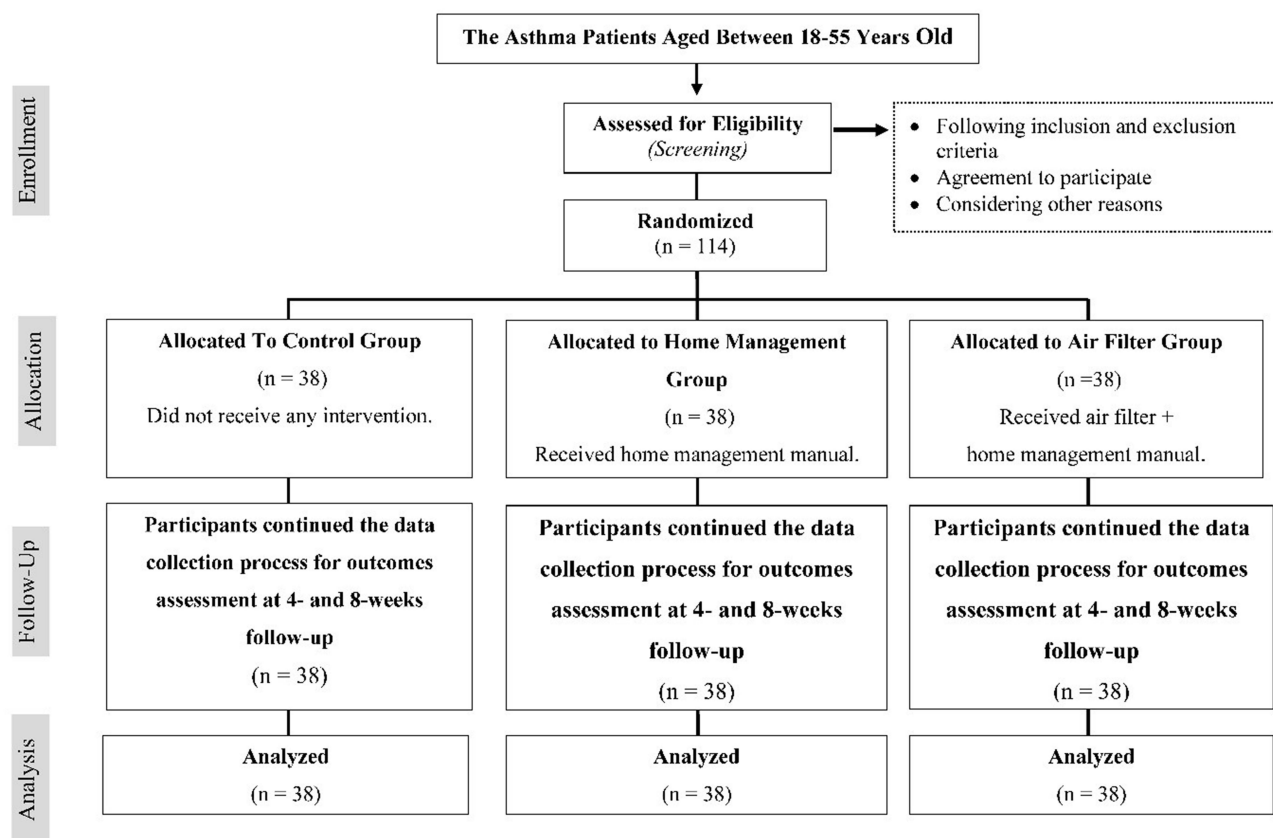 The Asthma Patients Aged Between 18-55 Years Old
Enrollment
Assessed for Eligibility
(Screening)
• Following inclusion and exclusion
criteria
• Agreement to participate
• Considering other reasons
Randomized
(n = 114)
Allocation
Allocated To Control Group
(n = 38)
Did not receive any intervention.
Allocated to Home Management
Group
(n = 38)
Received home management manual.
Allocated to Air Filter Group
(n =38)
Received air filter +
home management manual.
Follow-Up
Participants continued the data
collection process for outcomes
assessment at 4- and 8-weeks
follow-up
(n = 38)
Participants continued the data
collection process for outcomes
assessment at 4- and 8-weeks
follow-up
(n = 38)
Participants continued the data
collection process for outcomes
assessment at 4- and 8-weeks
follow-up
(n = 38)
Analysis
Analyzed
(n = 38)
Analyzed
(n = 38)
Analyzed
(n = 38)